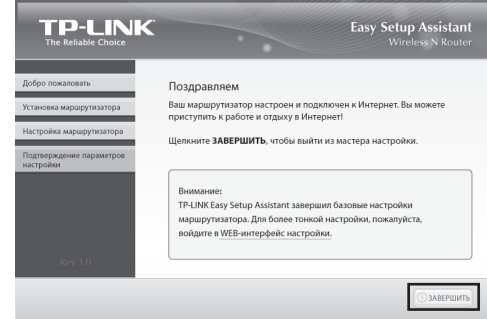 TP-LINK®
The Reliable Choice
Easy Setup Assistant
Wireless N Router
Добро пожаловать
Установка маршрутизатора
Настройка маршрутизатора
Подтверждение параметров
настройки
Rev 1.0
Поздравляем
Ваш маршрутизатор настроен и подключен к Интернет. Вы можете
приступить к работе и отдыху в Интернет!
Щелкните ЗАВЕРШИТЬ, чтобы выйти из мастера настройки.
Внимание:
TP-LINK Easy Setup Assistant завершил базовые настройки
маршрутизатора. Для более тонкой настройки, пожалуйста,
войдите в WEB-интерфейс настройки.
ЗАВЕРШИТЬ